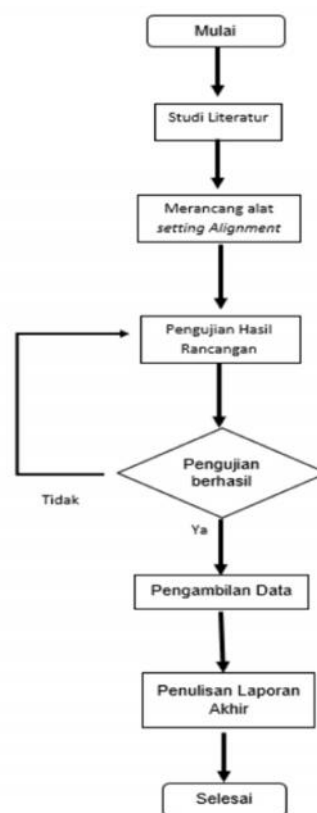 Mulai
Studi Literatur
Merancang alat
setting Alignment
Pengujian Hasil
Rancangan
Pengujian
berhasil
Tidak
Ya
Pengambilan Data
Penulisan Laporan
Akhir
Selesai